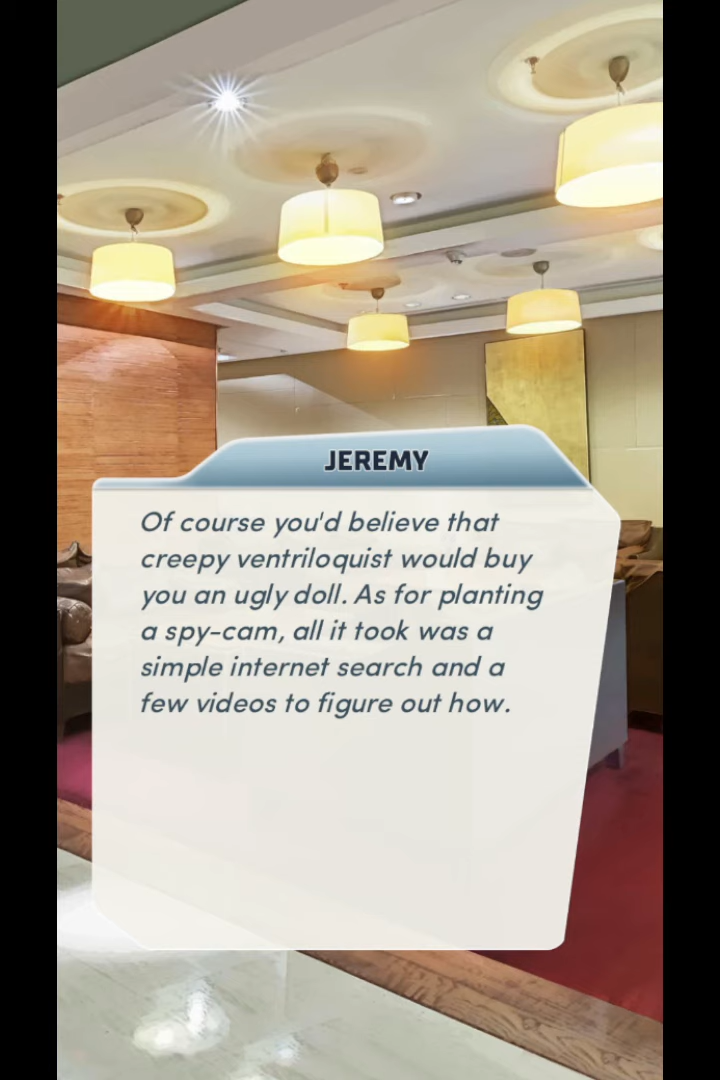 JEREMY
Of course you'd believe that
creepy ventriloquist would buy
you an ugly doll. As for planting
a spy-cam, all it took was a
simple internet search and a
few videos to figure out how.